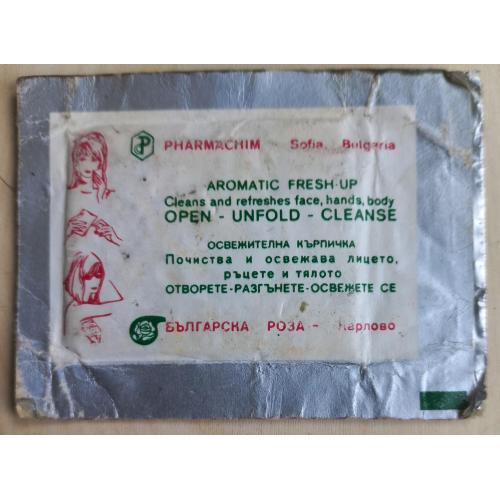 PHARMACHIM Sofia, Bulgaria
AROMATIC FRESH-UP
Cleans and refreshes face, hands, body
OPEN - UNFOLD - CLEANSE
ОСВЕЖИТЕЛНА КЪРПИЧКА
Почиства и освежава лицето,
ръцете и тялото
ОТВОРЕТЕ-РАЗГЪНЕТЕ-ОСВЕЖЕТЕ СЕ
БЪЛГАРСКА РОЗА - Карлово